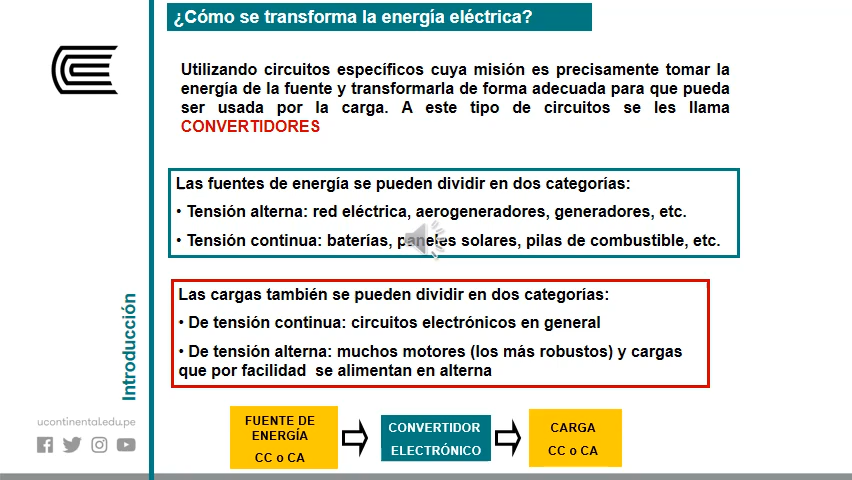 ¿Cómo se transforma la energía eléctrica?
Utilizando circuitos específicos cuya misión es precisamente tomar la
energía de la fuente y transformarla de forma adecuada para que pueda
ser usada por la carga. A este tipo de circuitos se les llama
CONVERTIDORES
Las fuentes de energía se pueden dividir en dos categorías:
• Tensión alterna: red eléctrica, aerogeneradores, generadores, etc.
• Tensión continua: baterías, paneles solares, pilas de combustible, etc.
Las cargas también se pueden dividir en dos categorías:
• De tensión continua: circuitos electrónicos en general
• De tensión alterna: muchos motores (los más robustos) y cargas
que por facilidad se alimentan en alterna
Introducción
ucontinental.edu.pe
FUENTE DE
ENERGÍA
CC o CA
CONVERTIDOR
ELECTRÓNICO
CARGA
CC o CA